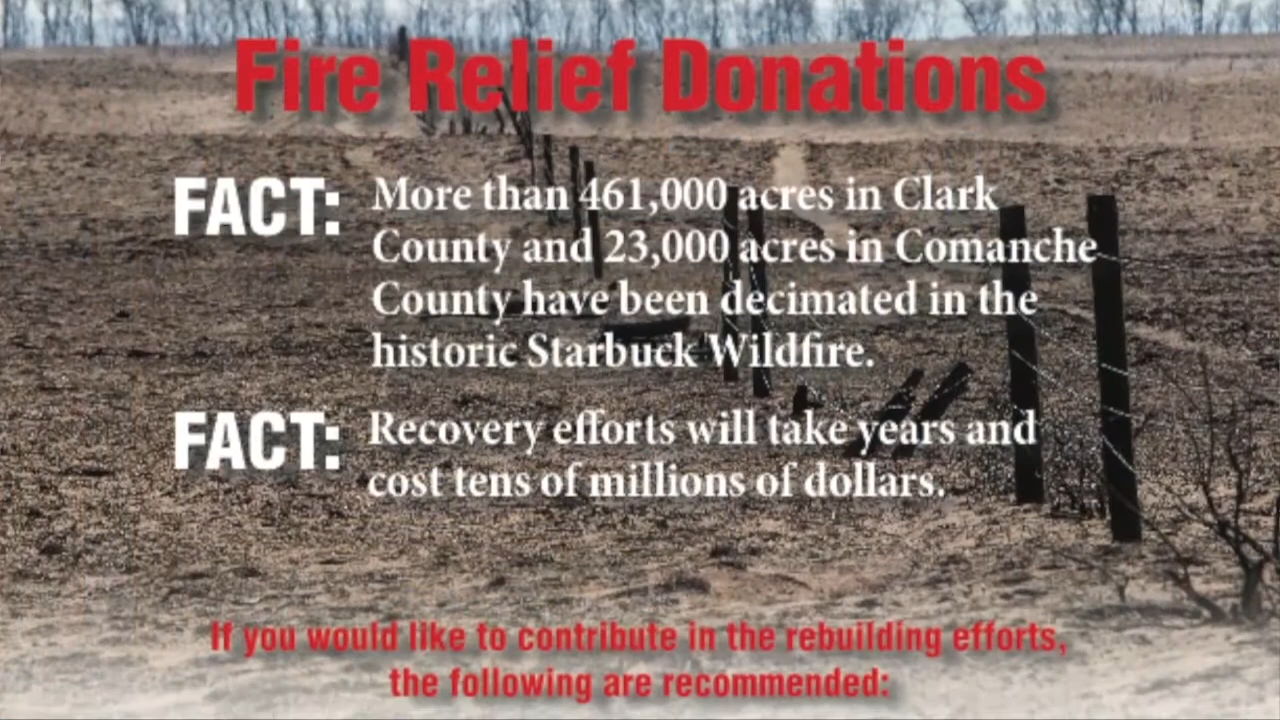 Fire Relief Donations
FACT: More than 461,000 acres in Clark
County and 23,000 acres in Comanche
County have been decimated in the
historic Starbuck Wildfire.
FACT: Recovery efforts will take years and
cost tens of millions of dollars.
If you would like to contribute in the rebuilding efforts,
the following are recommended: